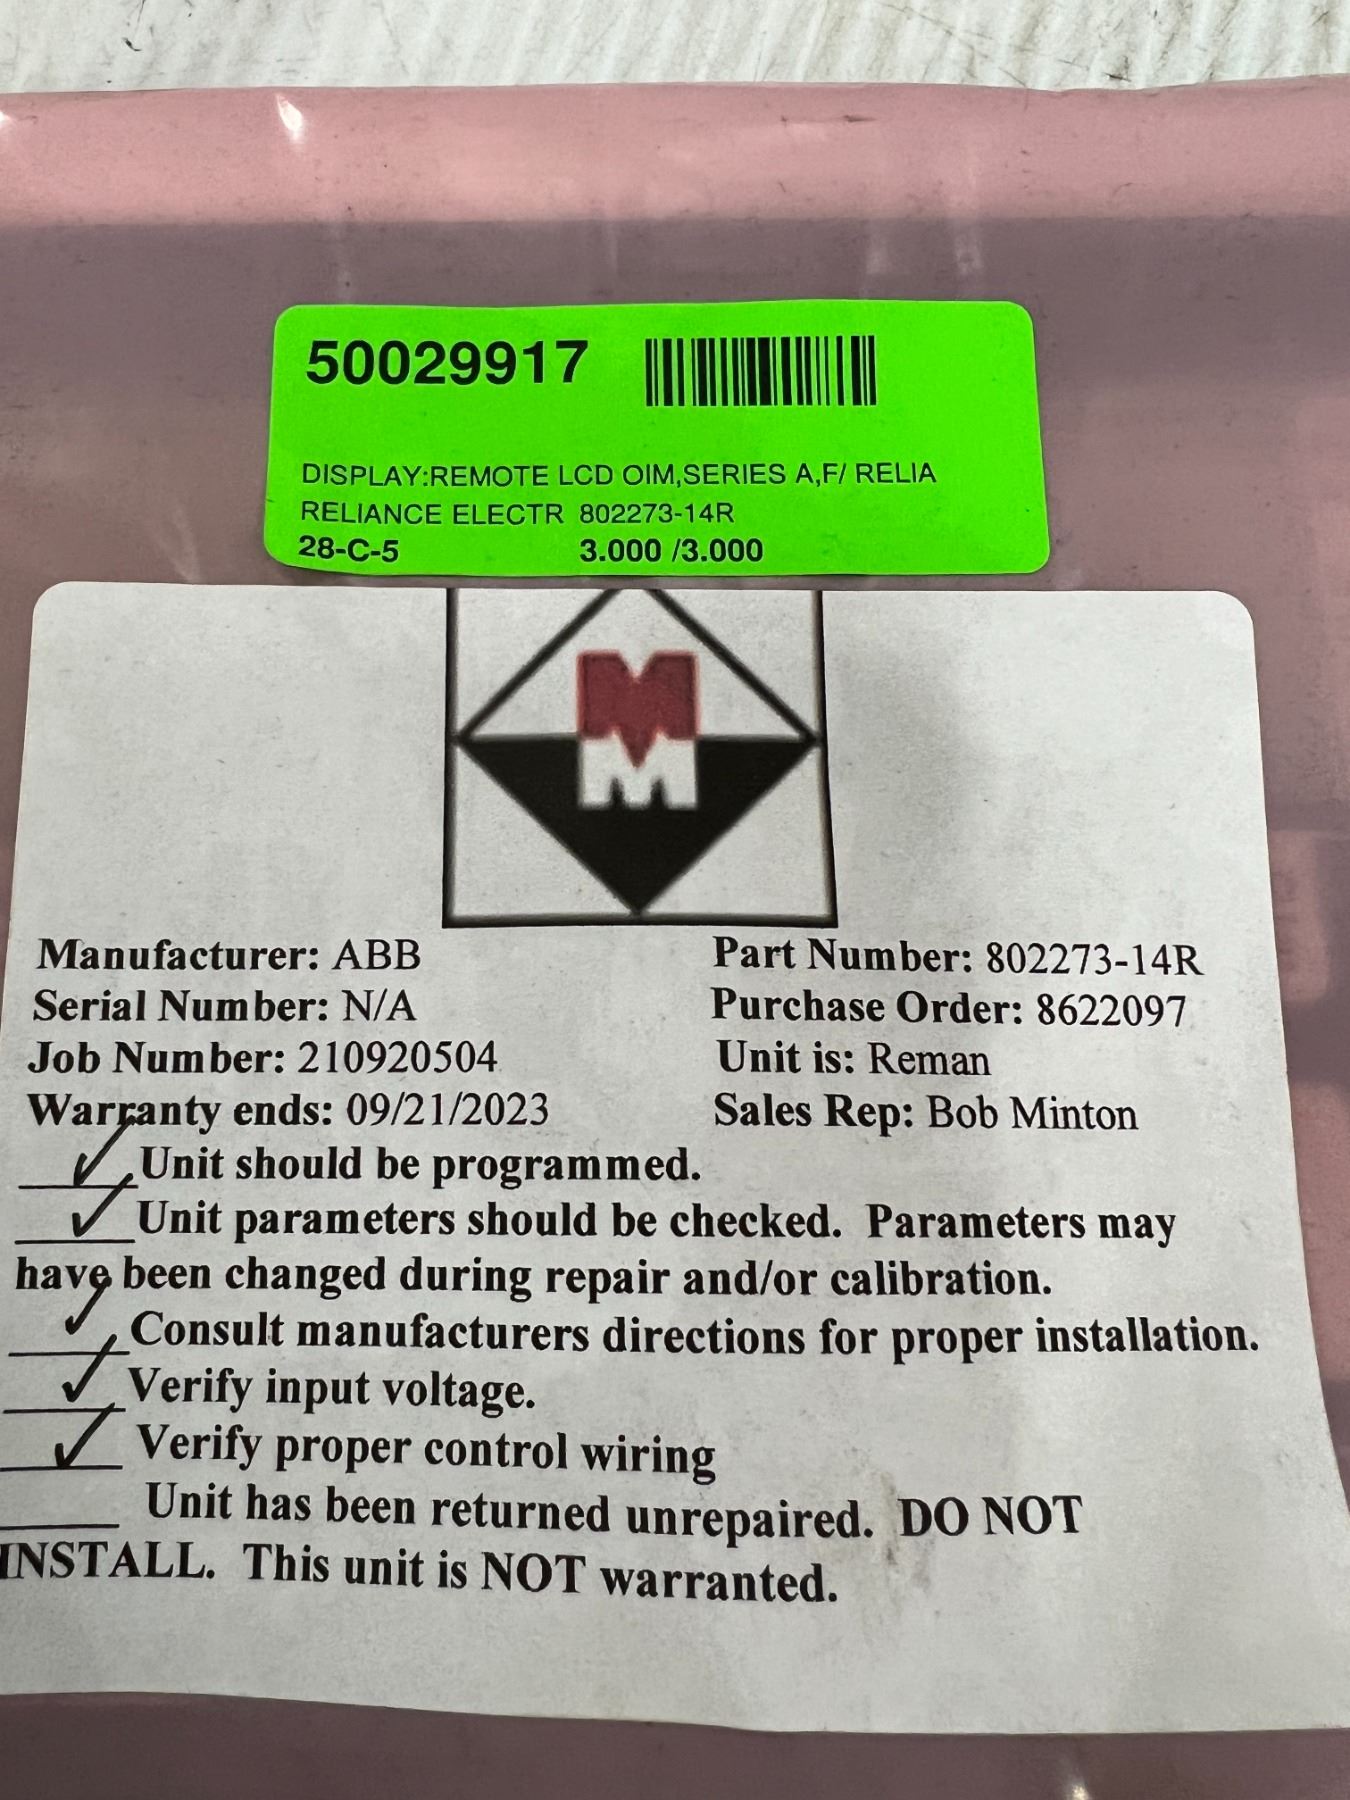 50029917
DISPLAY:REMOTE LCD OIM,SERIES A,F/ RELIA
RELIANCE ELECTR 802273-14R
28-C-5 3.000 /3.000
M
M
Manufacturer: ABB Part Number: 802273-14R
Serial Number: N/A Purchase Order: 8622097
Job Number: 210920504 Unit is: Reman
Warranty ends: 09/21/2023 Sales Rep: Bob Minton
✓ Unit should be programmed.
✓ Unit parameters should be checked. Parameters may
have been changed during repair and/or calibration.
✓ Consult manufacturers directions for proper installation.
✓ Verify input voltage.
✓ Verify proper control wiring
Unit has been returned unrepaired. DO NOT
INSTALL. This unit is NOT warranted.